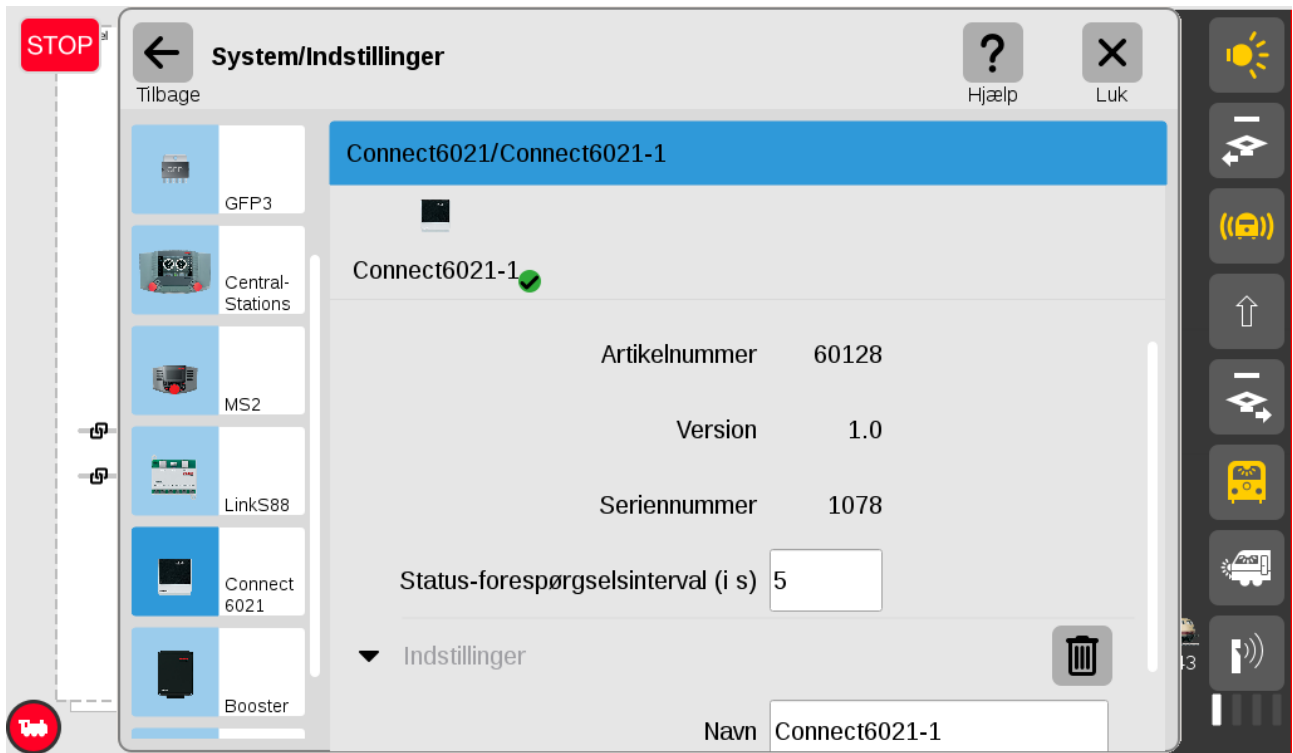 STOP
System/Indstillinger
Tilbage
Hjælp
Luk
GFP3
Central-
Stations
MS2
LinkS88
Connect
6021
Booster
Connect6021/Connect6021-1
Connect6021-1
Artikelnummer 60128
Version 1.0
Seriennummer 1078
Status-forespørgselsinterval (i s) 5
Indstillinger
Navn Connect6021-1